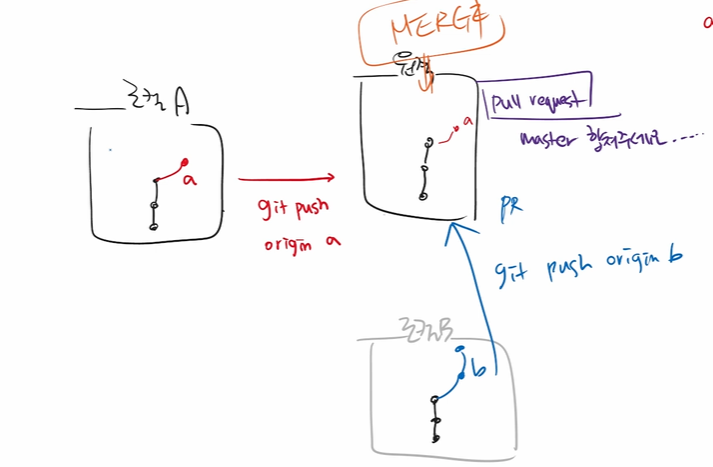 MERGE
원격
로컬A
pull request
a
master 합쳐주세요.....
a
git push
origin a
PR
git push origin b
로컬B
b